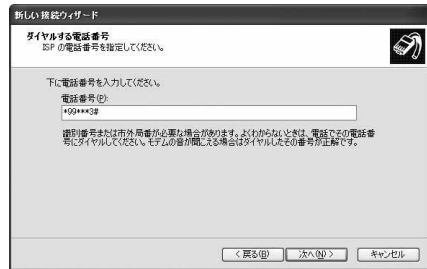 新しい接続ウィザード
ダイヤルする電話番号
ISP の電話番号を指定してください。
下に電話番号を入力してください。
電話番号(P):
*99***3#
識別番号または市外局番が必要な場合があります。よくわからないときは、電話でその電話番
号にダイヤルしてください。モデムの音が聞こえる場合はダイヤルしたその番号が正解です。
< 戻る(B)
次へ(N) >
キャンセル